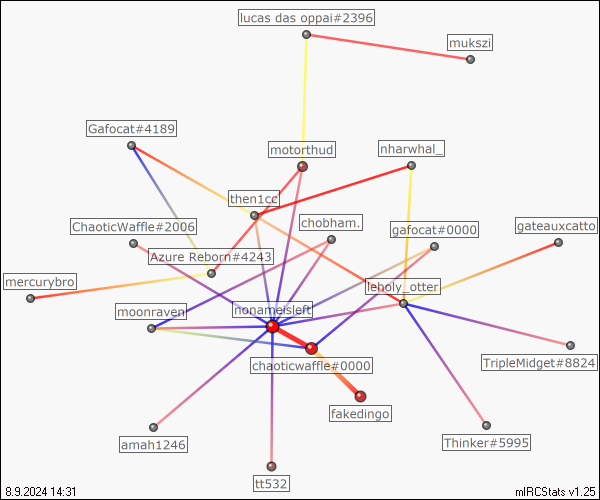 lucas das oppai#2396
mukszi
Gafocat#4189
motorthud
nharwhal_
then1cc
ChaoticWaffle#2006
chobham.
gafocat#0000
gateauxcatto
Azure Reborn#4243
mercurybro
leholy_otter
moonraven
nonameisleft
chaoticwaffle#0000
TripleMidget#8824
fakedingo
amah1246
Thinker#5995
tt532
8.9.2024 14:31
mIRCStats v1.25